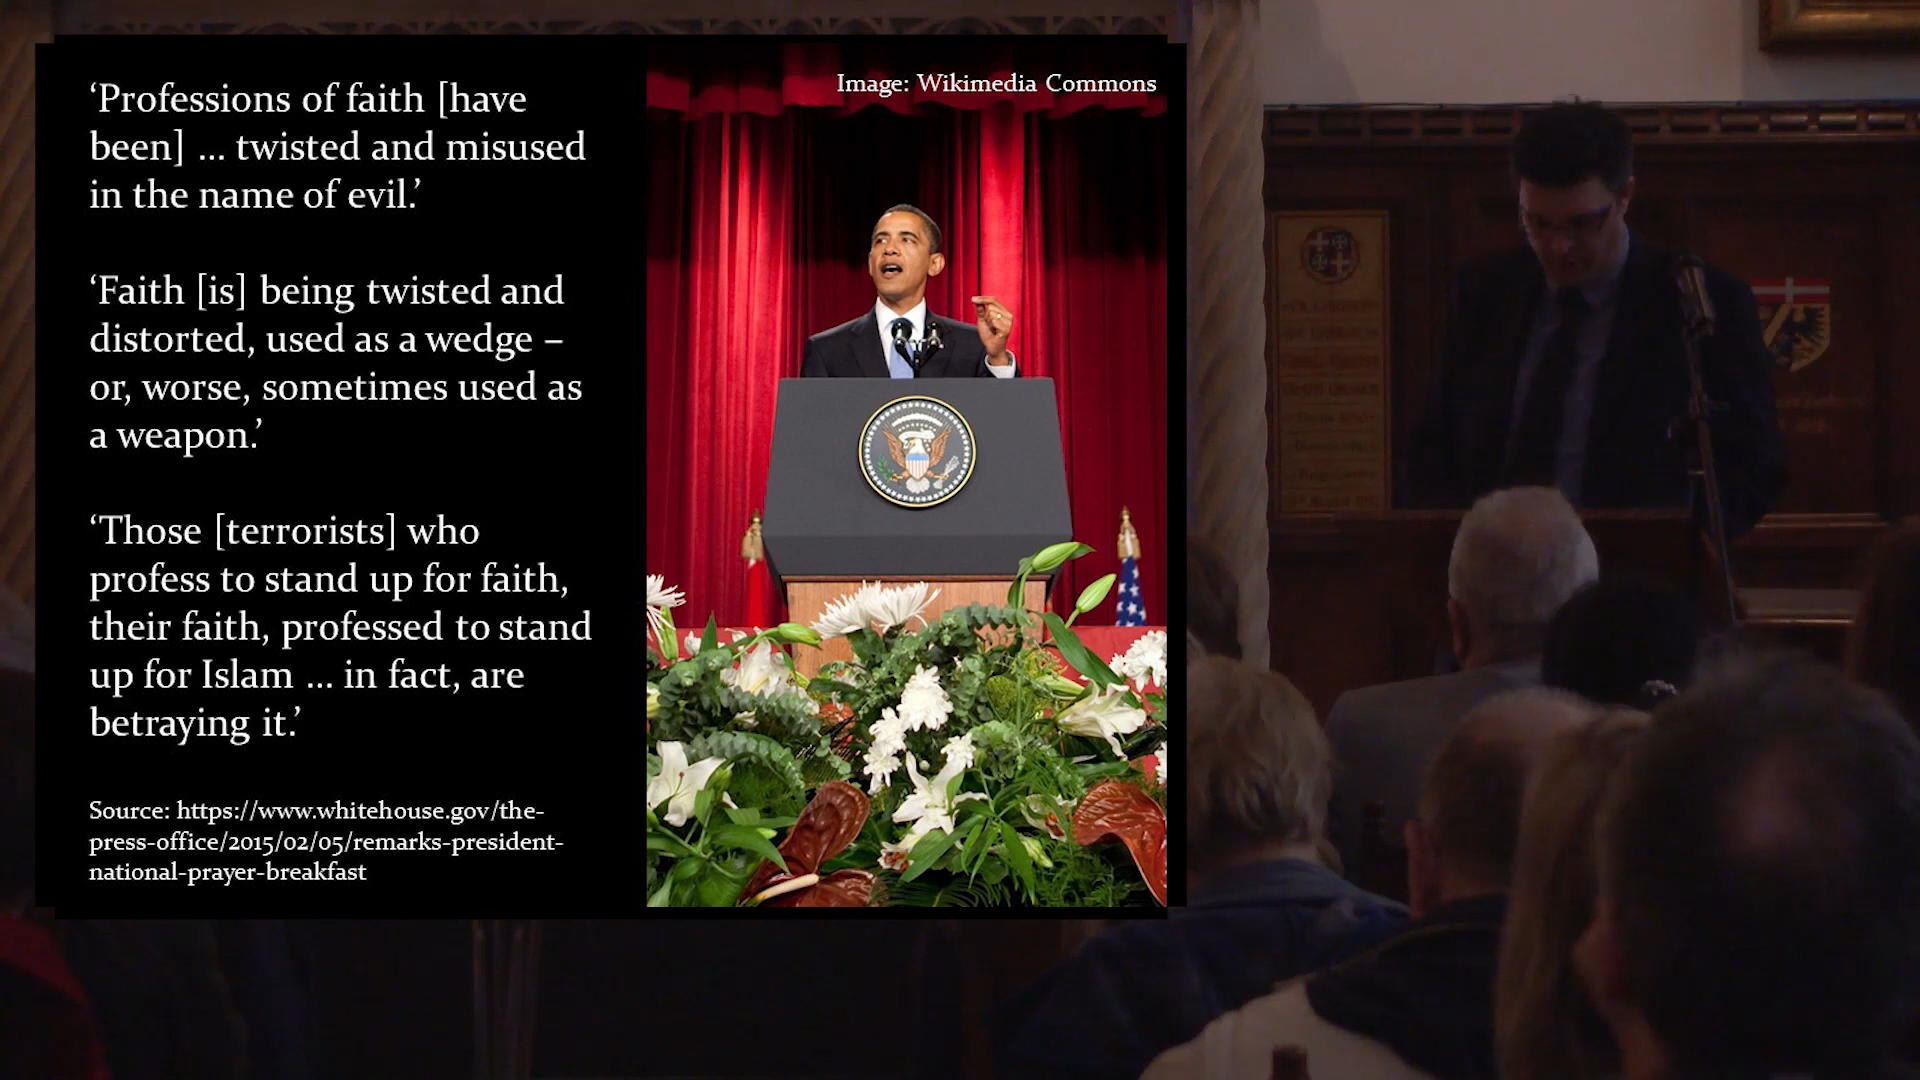 ‘Professions of faith [have
been] ... twisted and misused
in the name of evil.’
‘Faith [is] being twisted and
distorted, used as a wedge –
or, worse, sometimes used as
a weapon.’
‘Those [terrorists] who
profess to stand up for faith,
their faith, professed to stand
up for Islam ... in fact, are
betraying it.’
Source: https://www.whitehouse.gov/the-
press-office/2015/02/05/remarks-president-
national-prayer-breakfast
Image: Wikimedia Commons